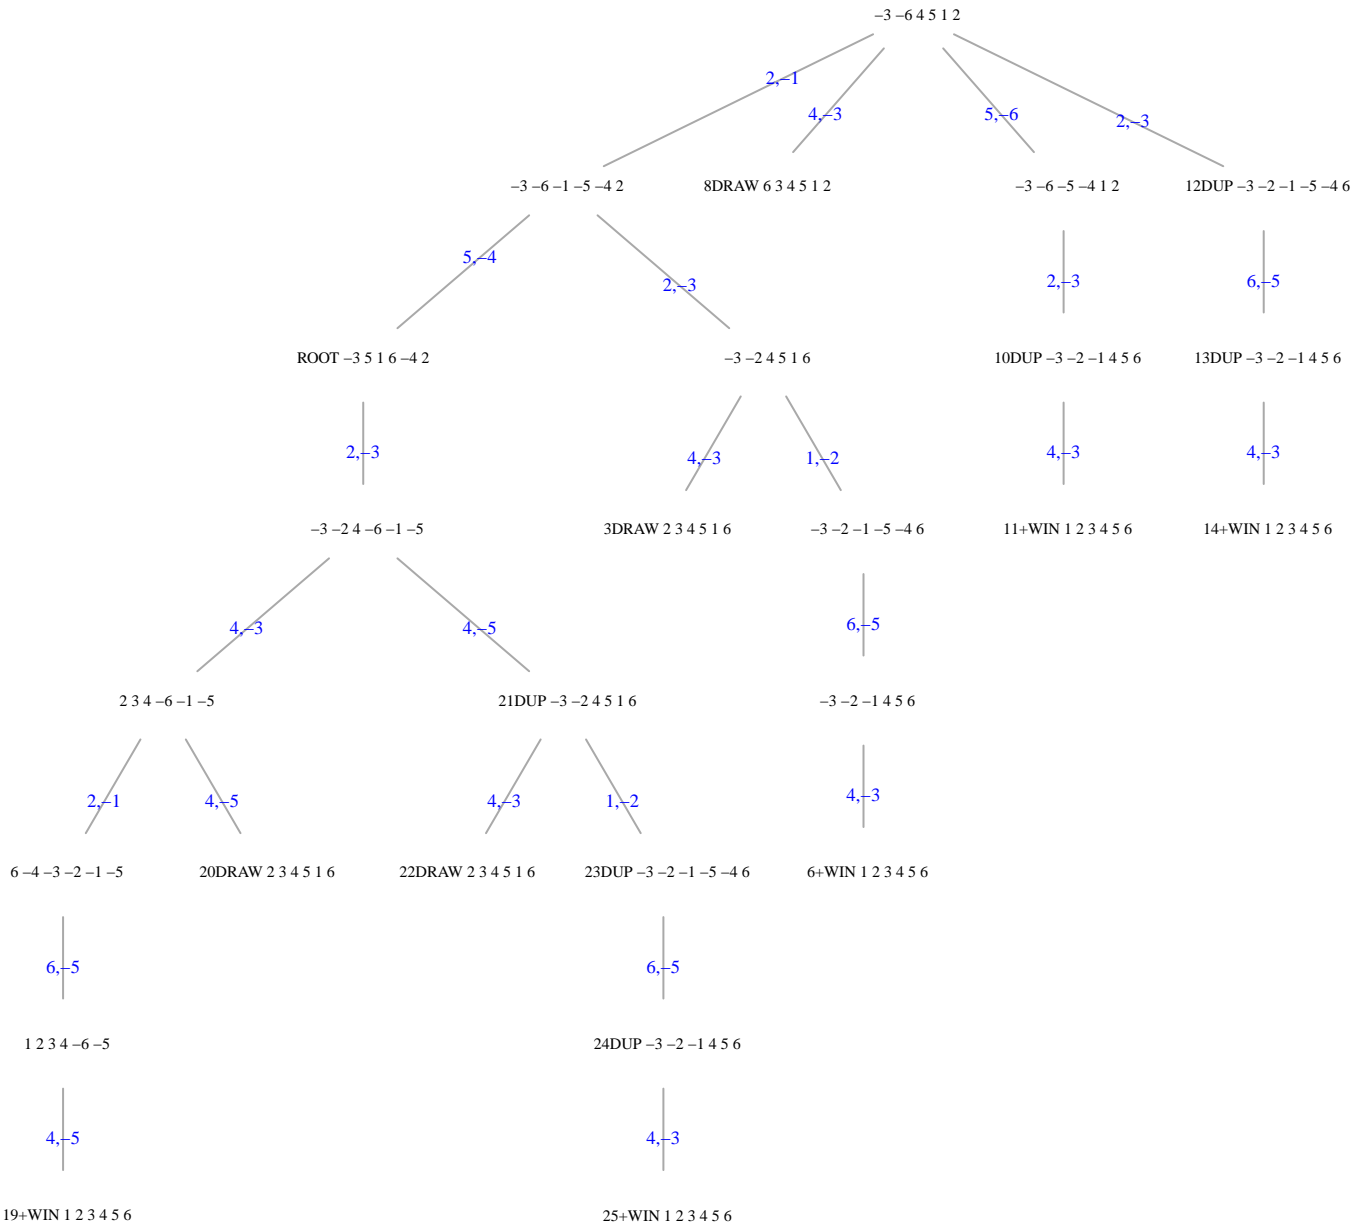 –3 –6 4 5 1 2
2,–1
4,–3
5,–6
2,–3
–3 –6 –1 –5 –4 2
8DRAW 6 3 4 5 1 2
–3 –6 –5 –4 1 2
12DUP –3 –2 –1 –5 –4 6
5,–4
2,–3
2,–3
6,–5
ROOT –3 5 1 6 –4 2
–3 –2 4 5 1 6
10DUP –3 –2 –1 4 5 6
13DUP –3 –2 –1 4 5 6
2,–3
4,–3
1,–2
4,–3
4,–3
–3 –2 4 –6 –1 –5
3DRAW 2 3 4 5 1 6
–3 –2 –1 –5 –4 6
11+WIN 1 2 3 4 5 6
14+WIN 1 2 3 4 5 6
4,–3
4,–5
6,–5
2 3 4 –6 –1 –5
21DUP –3 –2 4 5 1 6
–3 –2 –1 4 5 6
2,–1
4,–5
4,–3
1,–2
4,–3
6 –4 –3 –2 –1 –5
20DRAW 2 3 4 5 1 6
22DRAW 2 3 4 5 1 6
23DUP –3 –2 –1 –5 –4 6
6+WIN 1 2 3 4 5 6
6,–5
6,–5
1 2 3 4 –6 –5
24DUP –3 –2 –1 4 5 6
4,–5
4,–3
19+WIN 1 2 3 4 5 6
25+WIN 1 2 3 4 5 6